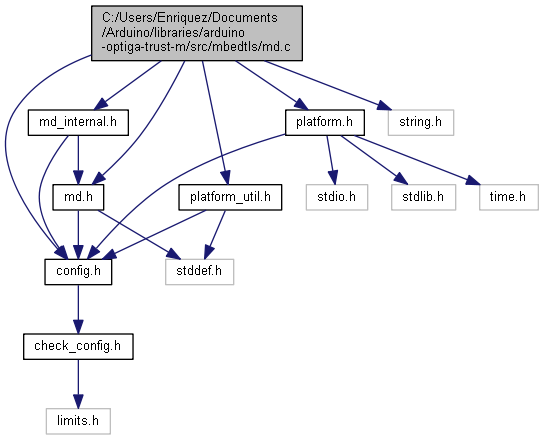 C:/Users/Enriquez/Documents
/Arduino/libraries/arduino
-optiga-trust-m/src/mbedtls/md.c
md_internal.h
platform.h
string.h
md.h
platform_util.h
stdio.h
stdlib.h
time.h
config.h
stddef.h
check_config.h
limits.h